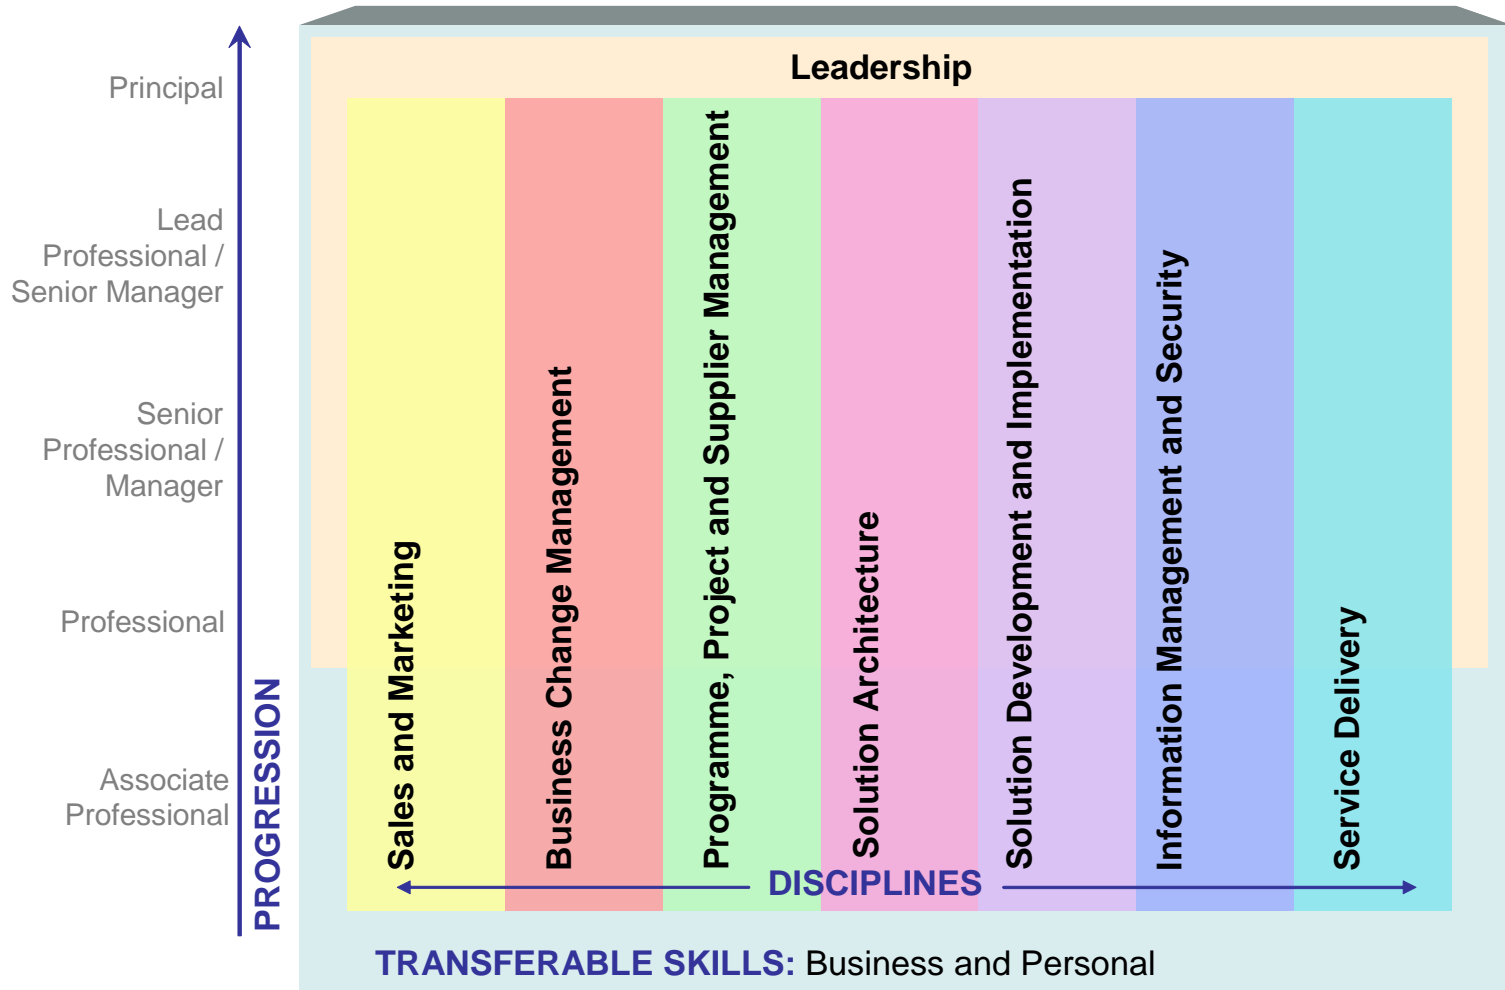 Leadership
Principal
Lead
Professional /
Senior Manager
Senior
Professional /
Manager
Professional
Associate
Professional
PROGRESSION
Sales and Marketing
Business Change Management
Programme, Project and Supplier Management
Solution Architecture
Solution Development and Implementation
Information Management and Security
Service Delivery
DISCIPLINES
TRANSFERABLE SKILLS: Business and Personal